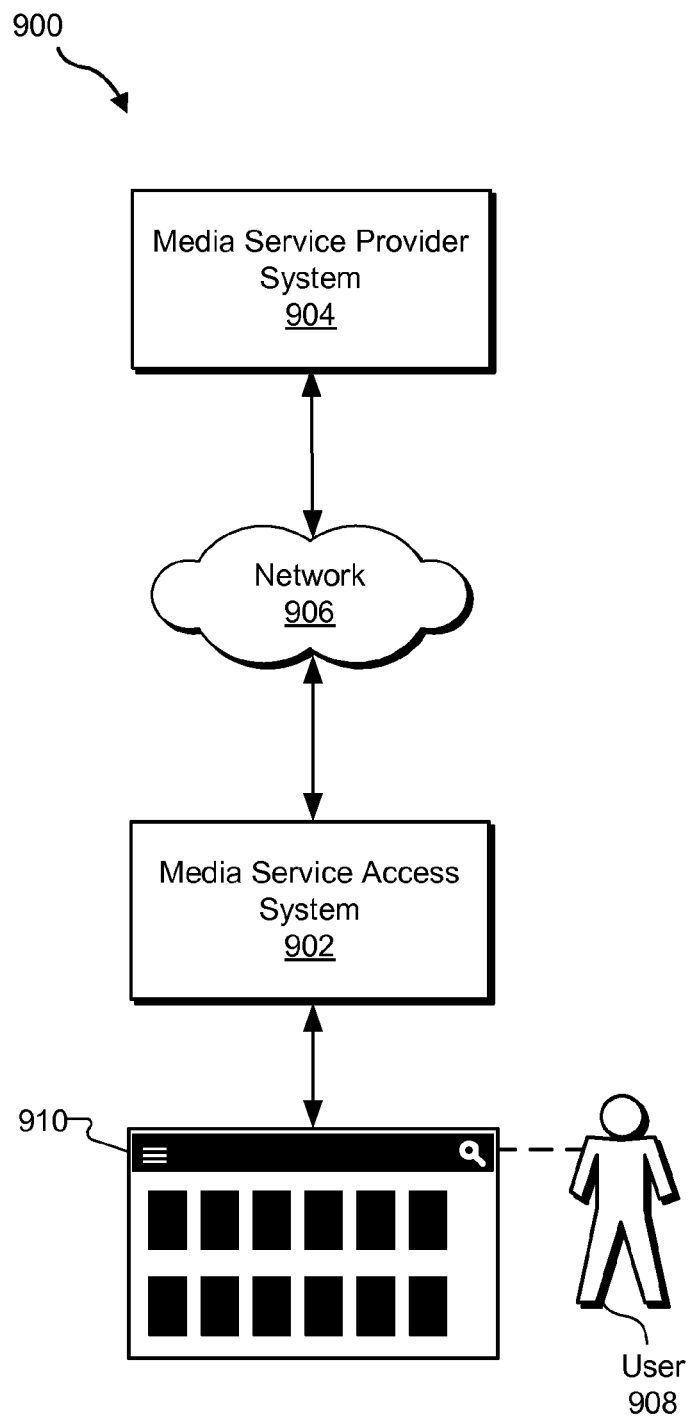 900
Media Service Provider
System
904
Network
906
Media Service Access
System
902
910
User
908